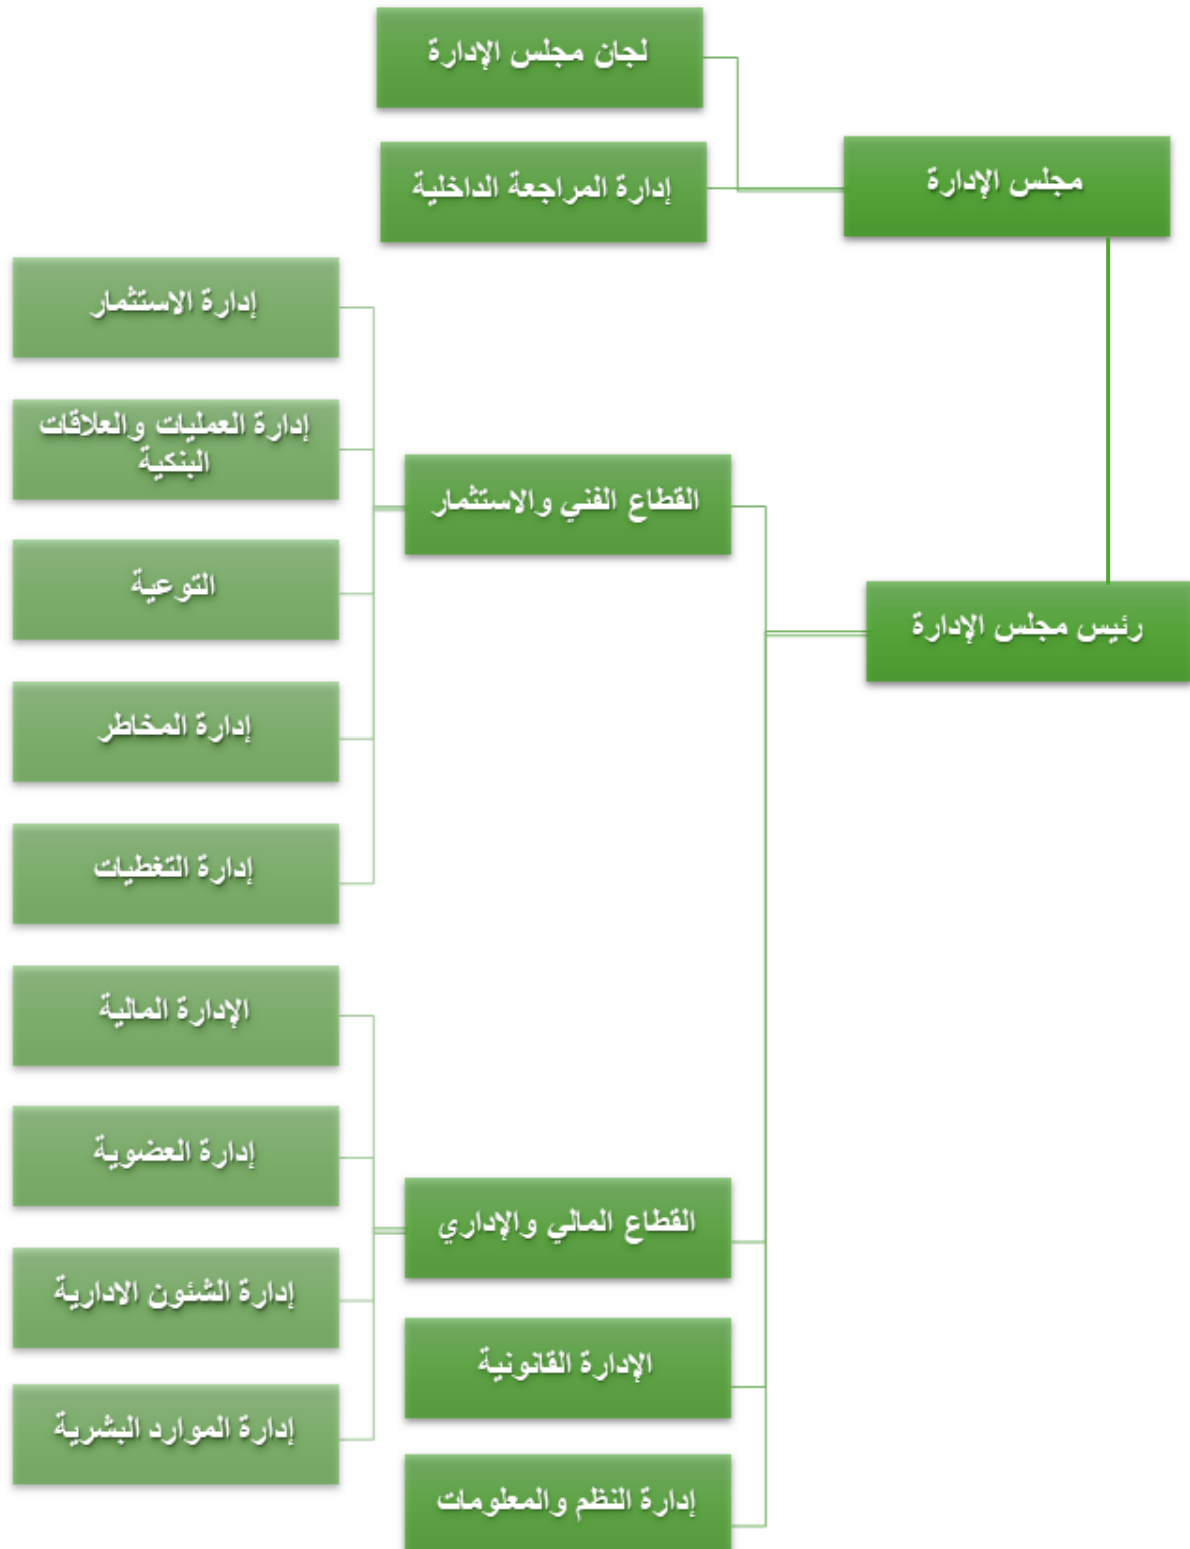 لجان مجلس الإدارة
مجلس الإدارة
إدارة المراجعة الداخلية
إدارة الاستثمار
إدارة العمليات والعلاقات
البنكية
القطاع الفني والاستثمار
التوعية
رئيس مجلس الإدارة
إدارة المخاطر
إدارة التغطيات
الإدارة المالية
إدارة العضوية
القطاع المالي والإداري
إدارة الشئون الادارية
الإدارة القانونية
إدارة الموارد البشرية
إدارة النظم والمعلومات